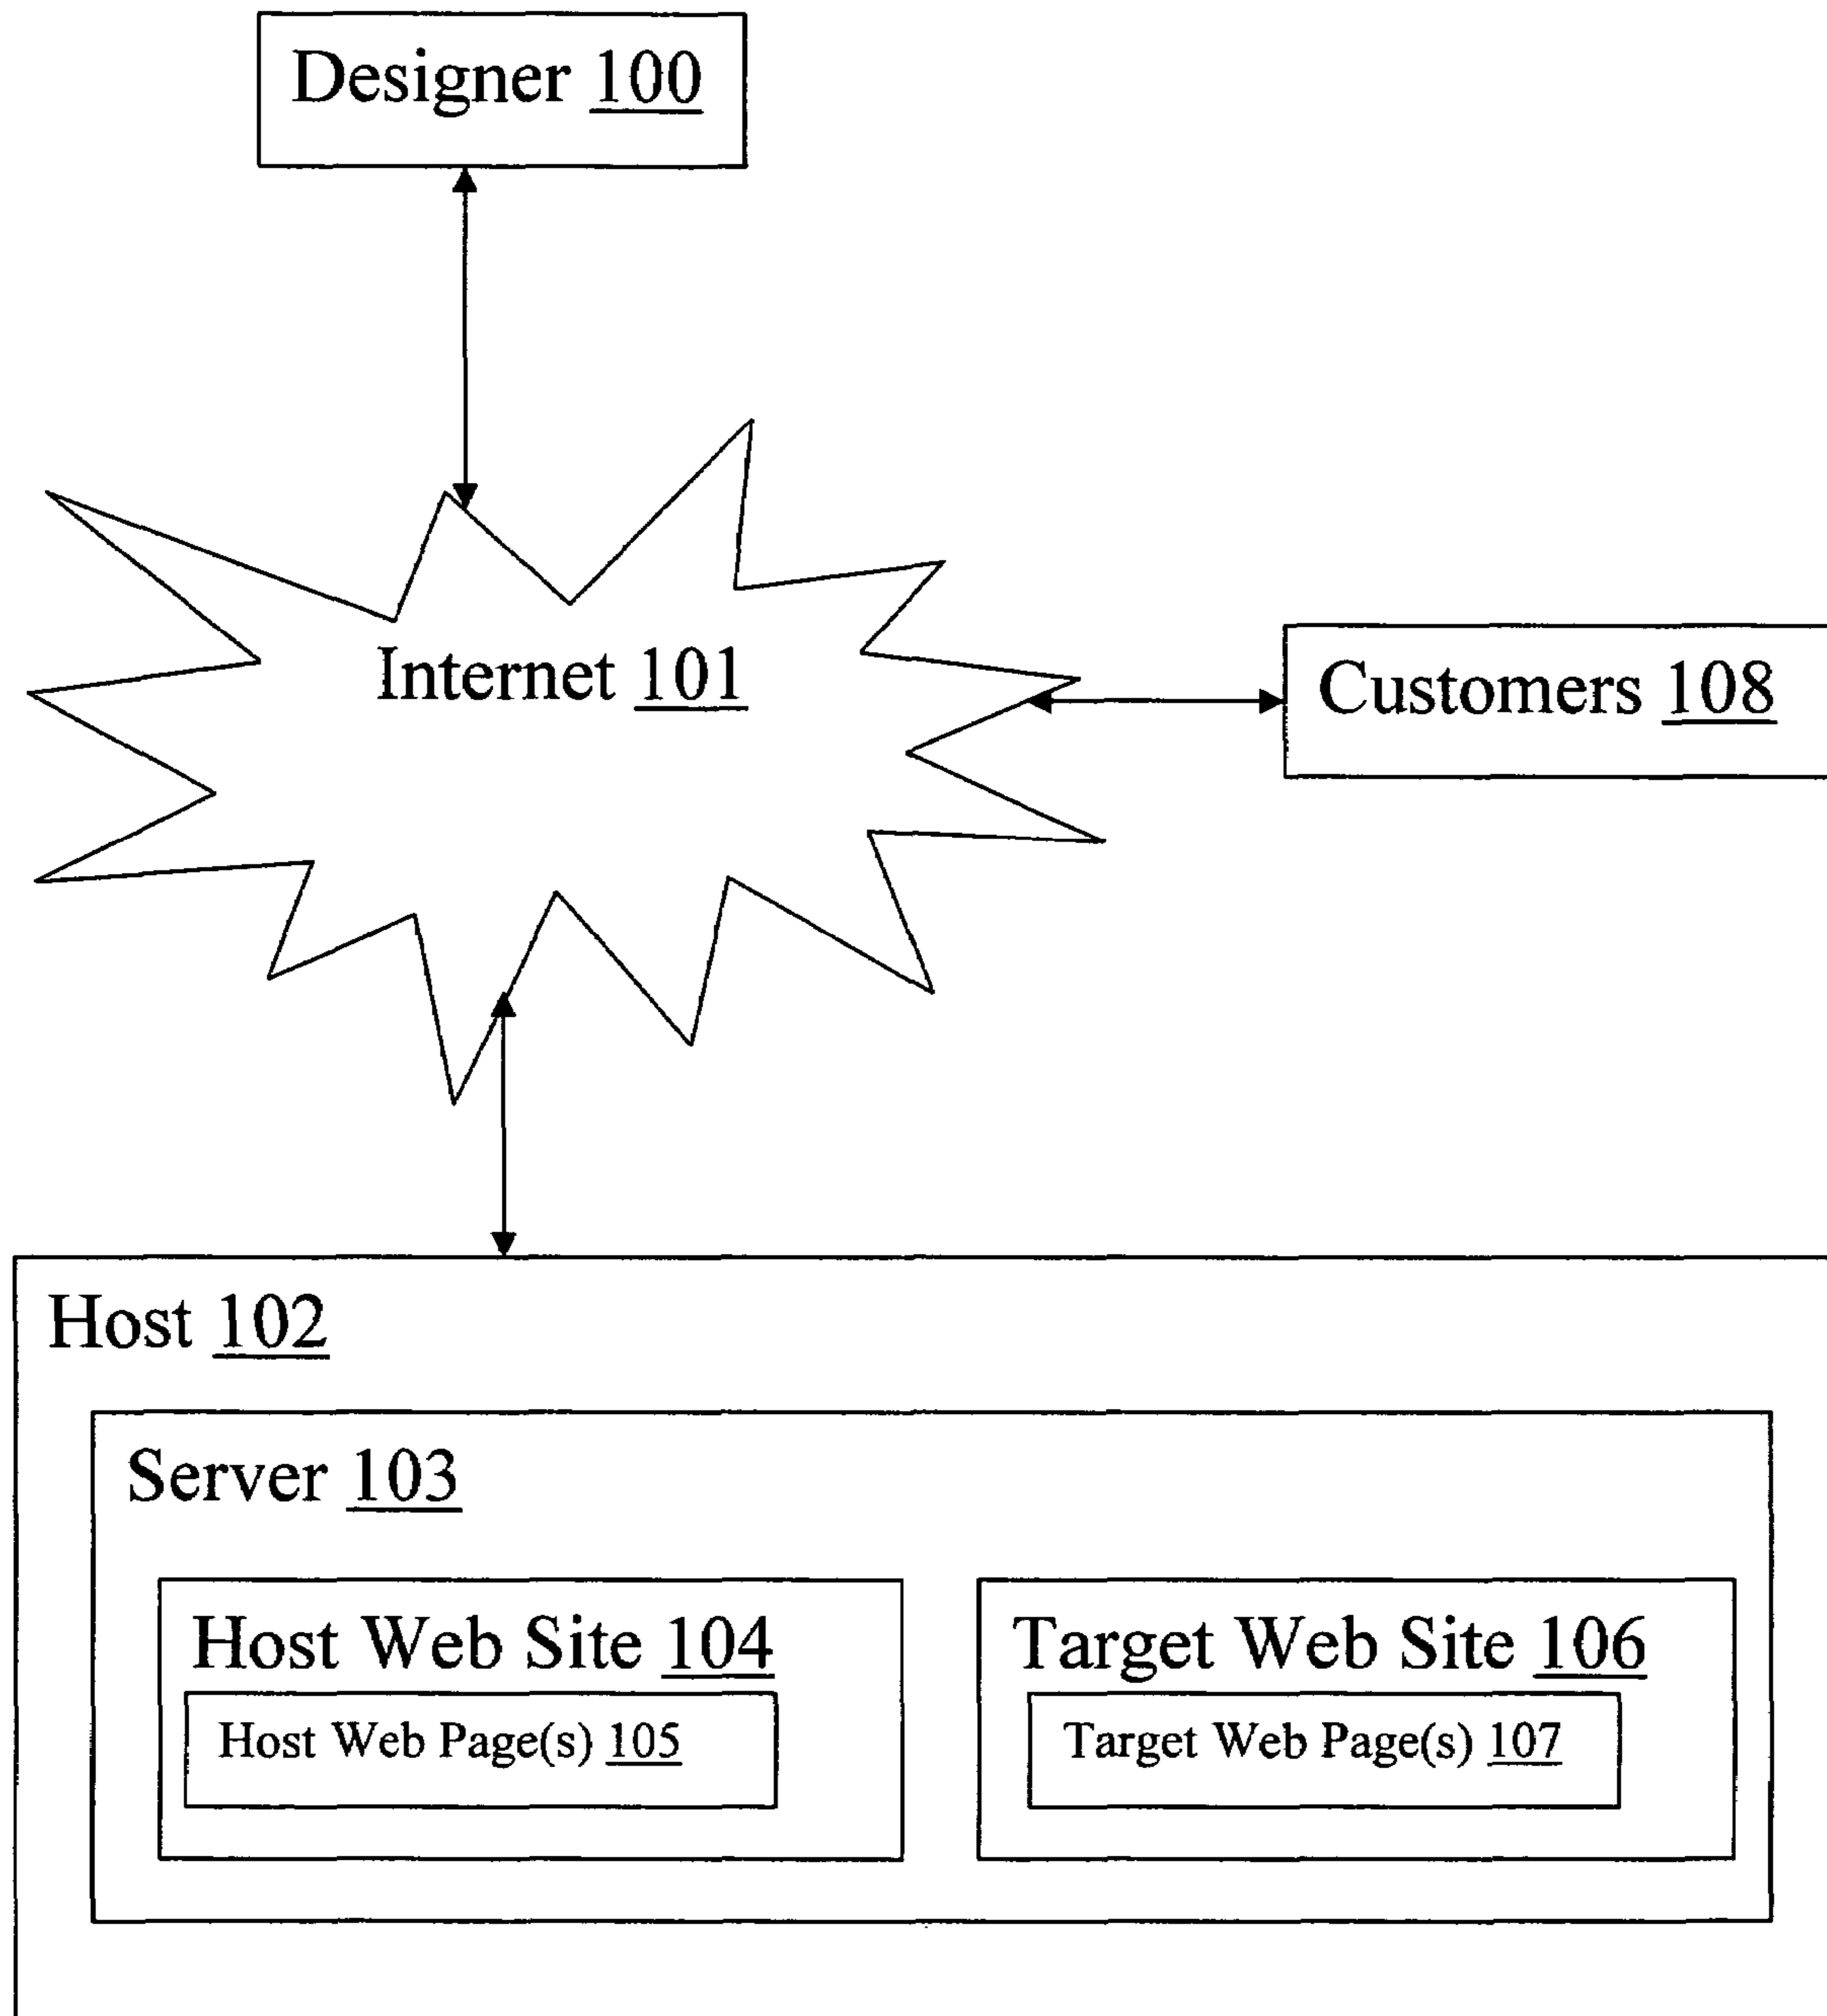 Designer 100
Internet 101
Customers 108
Host 102
Server 103
Host Web Site 104
Target Web Site 106
Host Web Page(s) 105
Target Web Page(s) 107